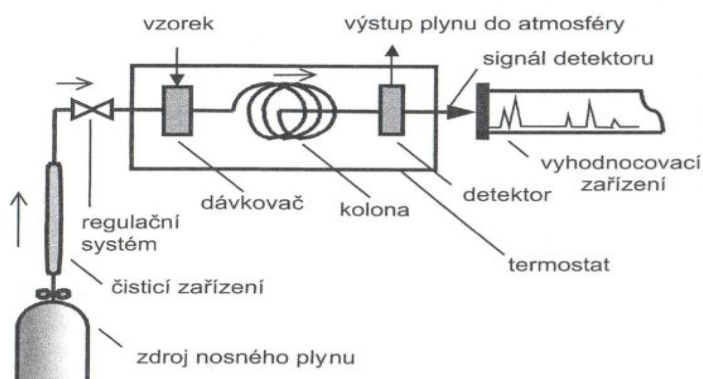 vzorek
výstup plynu do atmosféry
signál detektoru
vyhodnocovací
zařízení
detektor
dávkovač
kolona
regulační
systém
termostat
čisticí zařízení
zdroj nosného plynu